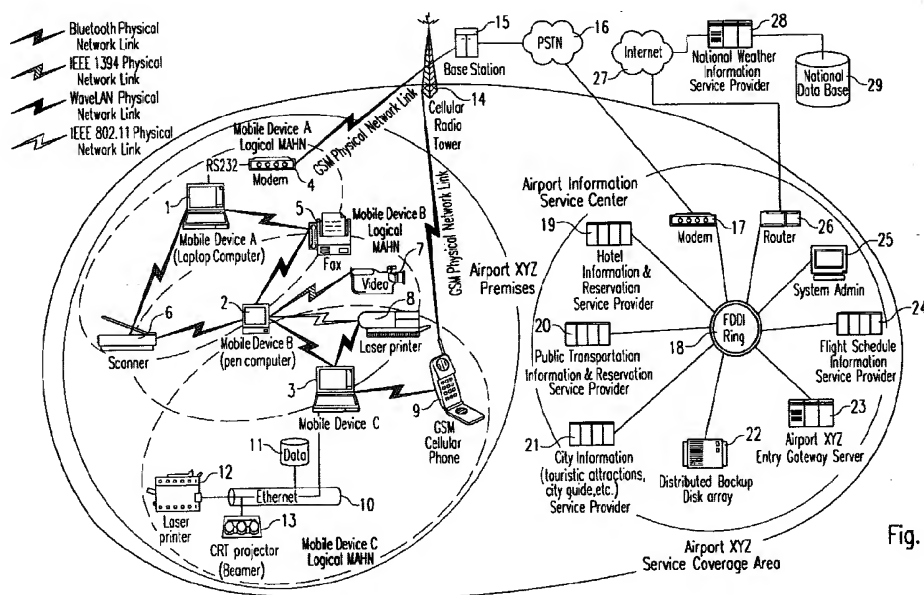 Bluetooth Physical
Network Link
IEEE 1394 Physical
Network Link
WaveLAN Physical
Network Link
IEEE 802.11 Physical
Network Link
15
Base Station
PSTN
16
Internet
27
28
National Weather
Information
Service Provider
National
Data Base
29
14
Cellular
Radio
Tower
GSM Physical Network Link
Mobile Device A
Logical MAHN
RS232
Modem
4
1
Mobile Device A
(Laptop Computer)
5
Fax
Mobile Device B
Logical
MAHN
7
Video
GSM Physical Network Link
Airport XYZ
Premises
6
Scanner
2
Mobile Device B
(pen computer)
8
Laser printer
3
Mobile Device C
9
GSM
Cellular
Phone
11
Data
12
Laser
printer
Ethernet
10
13
CRT projector
(Beamer)
Mobile Device C
Logical MAHN
Airport Information
Service Center
19
Hotel
Information &
Reservation
Service Provider
Modem
17
Router
26
25
System Admin
20
Public Transportation
Information & Reservation
Service Provider
18
FDDI
Ring
24
Flight Schedule
Information
Service Provider
21
City Information
(touristic attractions,
city guide,etc.)
Service Provider
22
Distributed Backup
Disk array
23
Airport XYZ
Entry Gateway Server
Airport XYZ
Service Coverage Area
Fig.